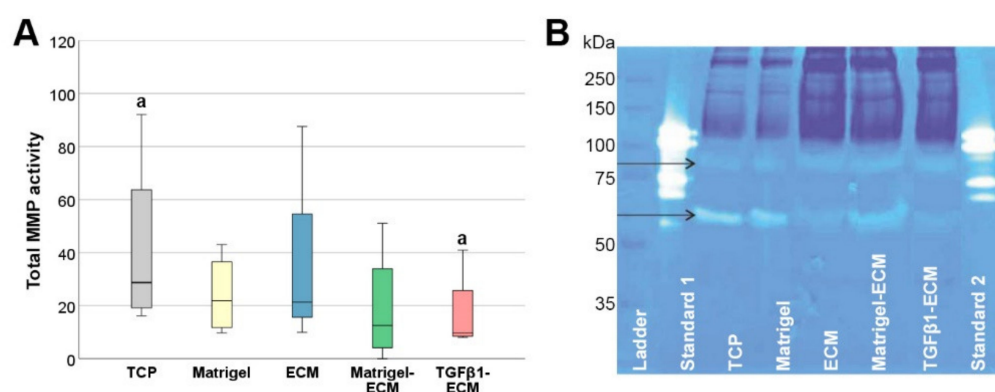 A
Total MMP activity
120
100
80
60
40
20
0
a
a
TCP
Matrigel
ECM
Matrigel-
ECM
TGFβ1-
ECM
B
kDa
250
150
100
75
50
35
Ladder
Standard 1
TCP
Matrigel
ECM
Matrigel-ECM
TGFβ1-ECM
Standard 2